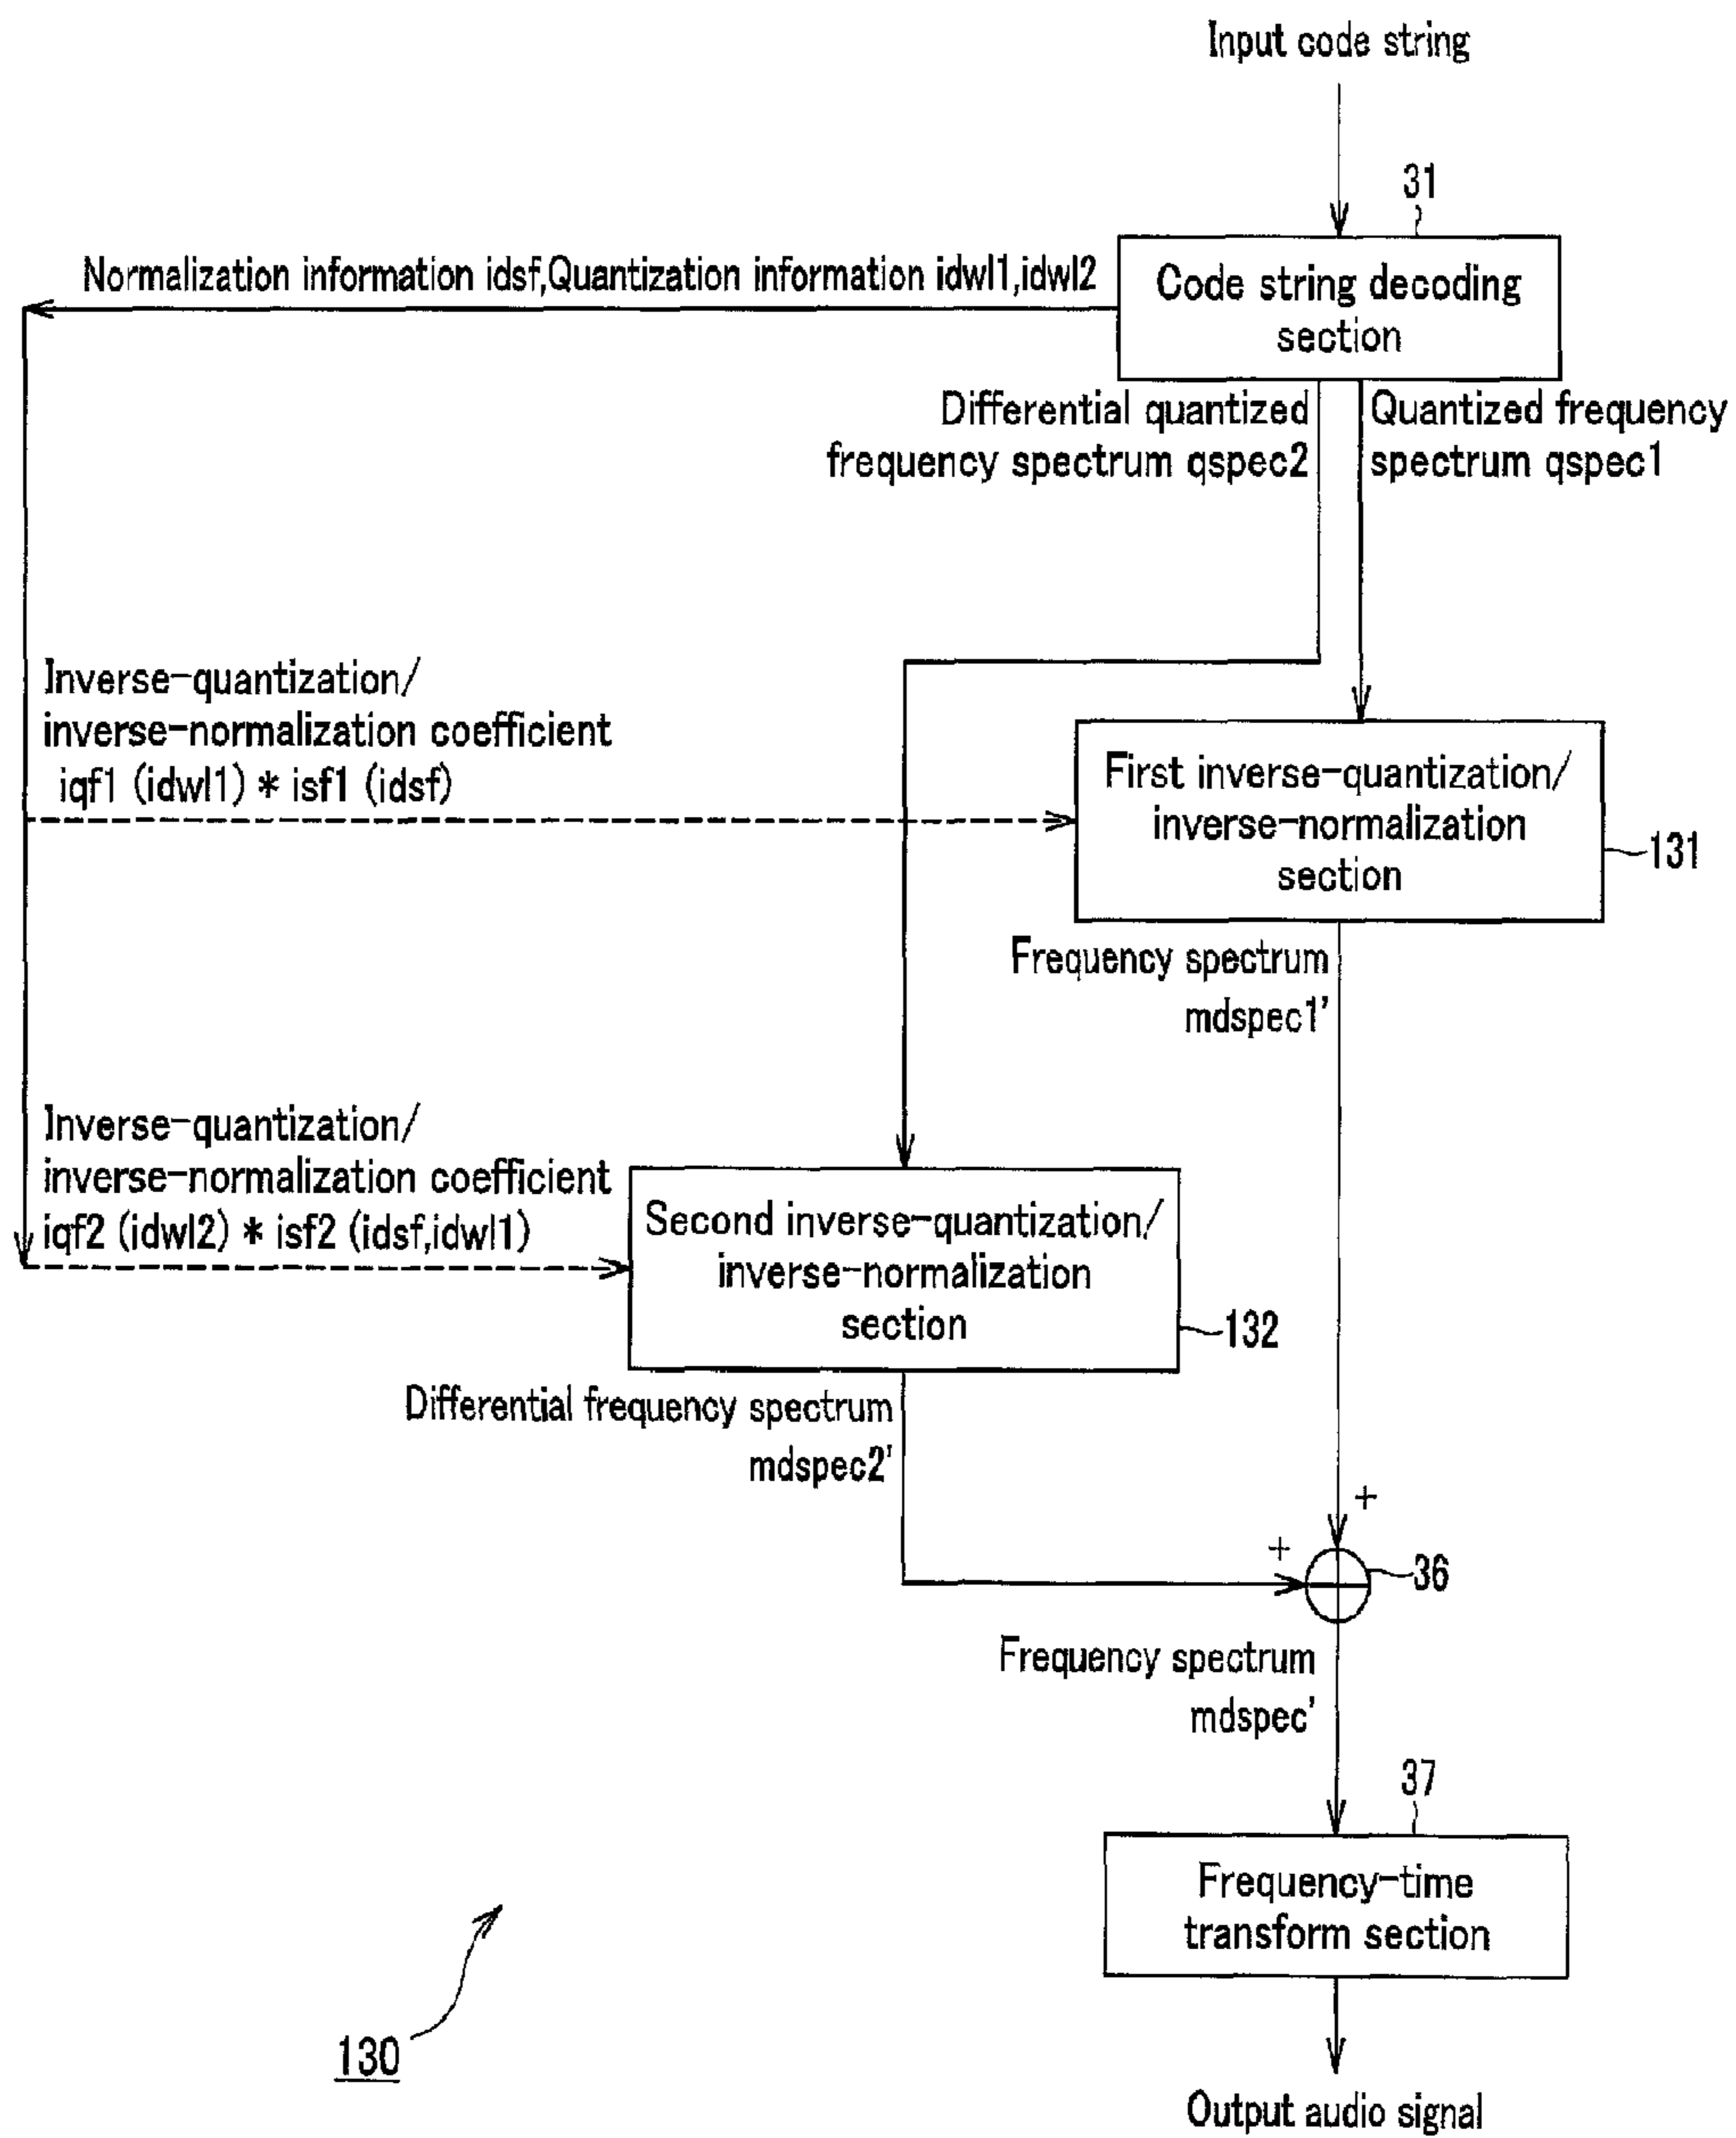 Input code string
31
Normalization information idsf,Quantization information idwl1,idwl2
Code string decoding
section
Differential quantized
frequency spectrum qspec2
Quantized frequency
spectrum qspec1
Inverse-quantization/
inverse-normalization coefficient
iqf1 (idwl1) * isf1 (idsf)
First inverse-quantization/
inverse-normalization
section
131
Frequency spectrum
mdspec1'
Inverse-quantization/
inverse-normalization coefficient
iqf2 (idwl2) * isf2 (idsf,idwl1)
Second inverse-quantization/
inverse-normalization
section
132
Differential frequency spectrum
mdspec2'
+
+
36
Frequency spectrum
mdspec'
37
Frequency-time
transform section
130
Output audio signal